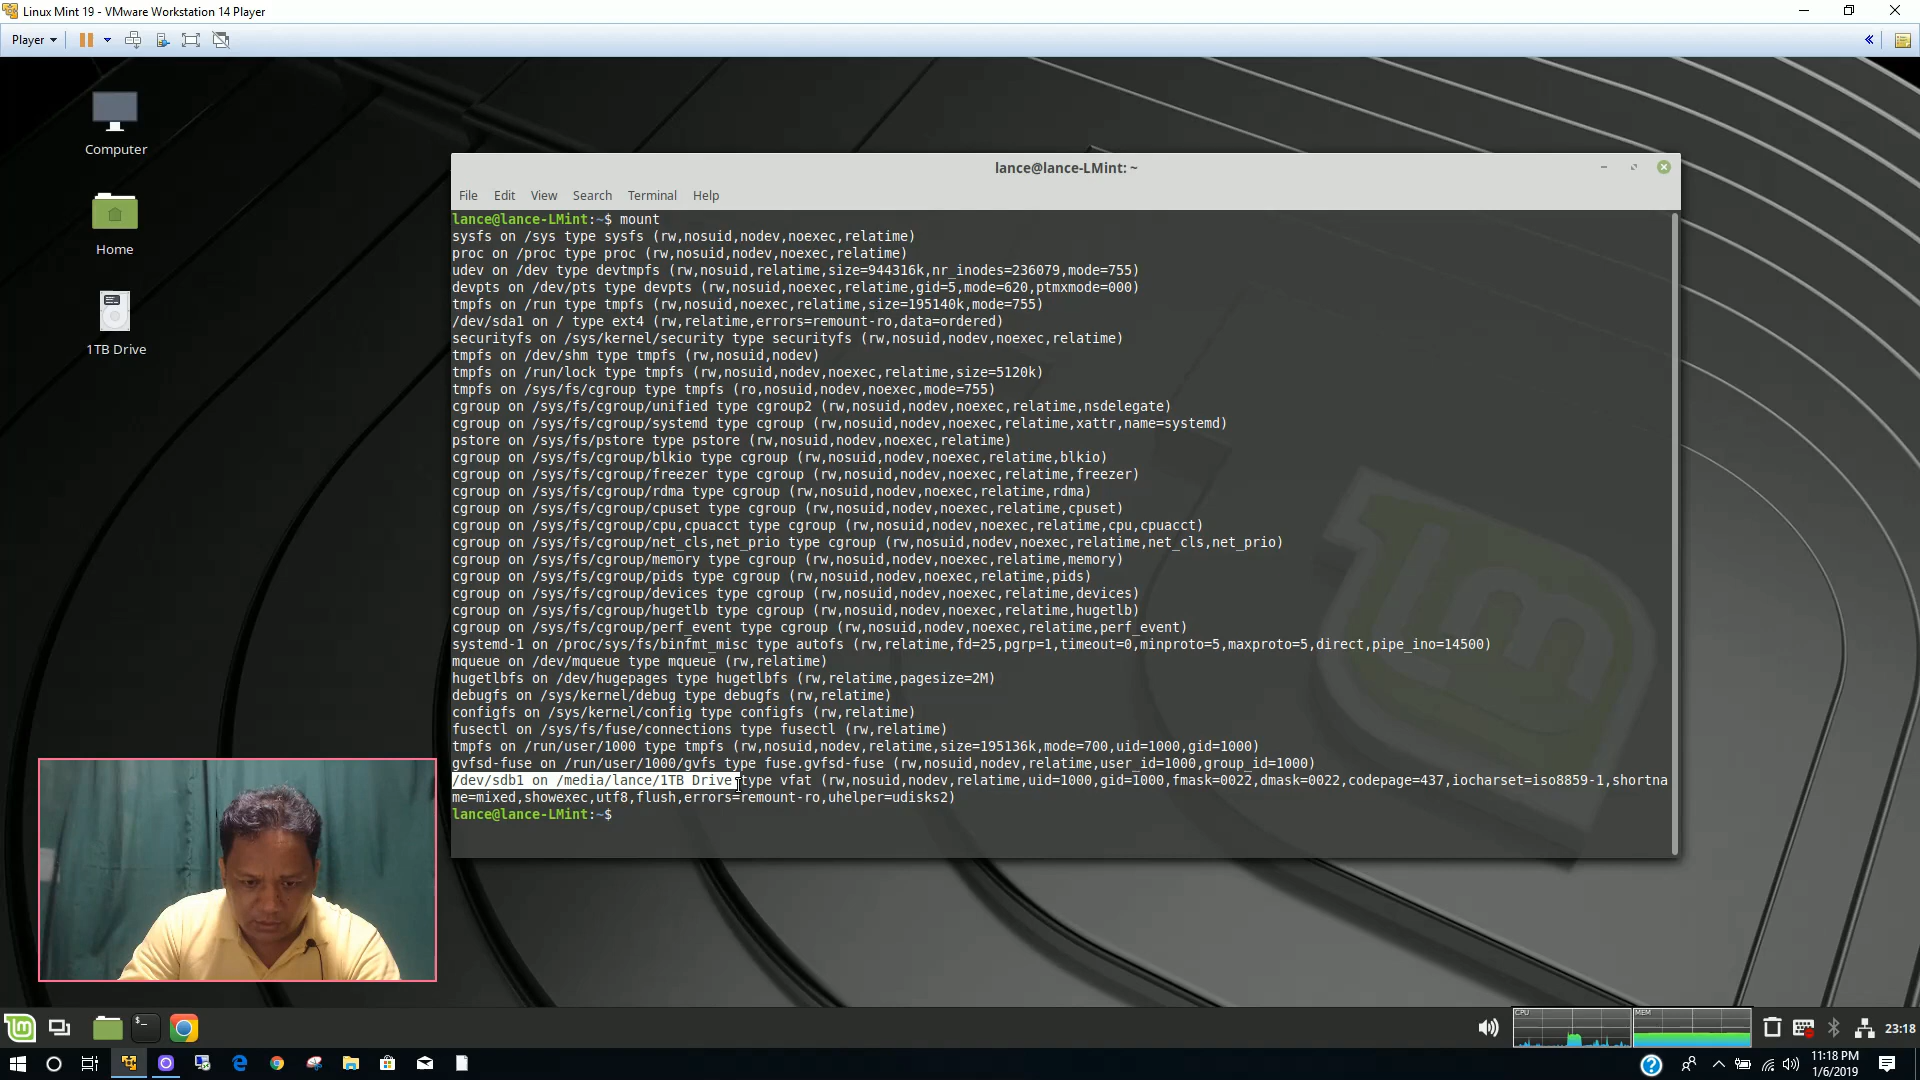 Linux Mint 19 - VMware Workstation 14 Player
Player
Computer
Home
1TB Drive
lance@lance-LMint: ~
File Edit View Search Terminal Help
lance@lance-LMint:~$ mount
sysfs on /sys type sysfs (rw,nosuid,nodev,noexec,relatime)
proc on /proc type proc (rw,nosuid,nodev,noexec,relatime)
udev on /dev type devtmpfs (rw,nosuid,relatime,size=944316k,nr_inodes=236079,mode=755)
devpts on /dev/pts type devpts (rw,nosuid,noexec,relatime,gid=5,mode=620,ptmxmode=000)
tmpfs on /run type tmpfs (rw,nosuid,noexec,relatime,size=195140k,mode=755)
/dev/sda1 on / type ext4 (rw,relatime,errors=remount-ro,data=ordered)
securityfs on /sys/kernel/security type securityfs (rw,nosuid,nodev,noexec,relatime)
tmpfs on /dev/shm type tmpfs (rw,nosuid,nodev)
tmpfs on /run/lock type tmpfs (rw,nosuid,nodev,noexec,relatime,size=5120k)
tmpfs on /sys/fs/cgroup type tmpfs (ro,nosuid,nodev,noexec,mode=755)
cgroup on /sys/fs/cgroup/unified type cgroup2 (rw,nosuid,nodev,noexec,relatime,nsdelegate)
cgroup on /sys/fs/cgroup/systemd type cgroup (rw,nosuid,nodev,noexec,relatime,xattr,name=systemd)
pstore on /sys/fs/pstore type pstore (rw,nosuid,nodev,noexec,relatime)
cgroup on /sys/fs/cgroup/blkio type cgroup (rw,nosuid,nodev,noexec,relatime,blkio)
cgroup on /sys/fs/cgroup/freezer type cgroup (rw,nosuid,nodev,noexec,relatime,freezer)
cgroup on /sys/fs/cgroup/rdma type cgroup (rw,nosuid,nodev,noexec,relatime,rdma)
cgroup on /sys/fs/cgroup/cpuset type cgroup (rw,nosuid,nodev,noexec,relatime,cpuset)
cgroup on /sys/fs/cgroup/cpu,cpuacct type cgroup (rw,nosuid,nodev,noexec,relatime,cpu,cpuacct)
cgroup on /sys/fs/cgroup/net_cls,net_prio type cgroup (rw,nosuid,nodev,noexec,relatime,net_cls,net_prio)
cgroup on /sys/fs/cgroup/memory type cgroup (rw,nosuid,nodev,noexec,relatime,memory)
cgroup on /sys/fs/cgroup/pids type cgroup (rw,nosuid,nodev,noexec,relatime,pids)
cgroup on /sys/fs/cgroup/devices type cgroup (rw,nosuid,nodev,noexec,relatime,devices)
cgroup on /sys/fs/cgroup/hugetlb type cgroup (rw,nosuid,nodev,noexec,relatime,hugetlb)
cgroup on /sys/fs/cgroup/perf_event type cgroup (rw,nosuid,nodev,noexec,relatime,perf_event)
systemd-1 on /proc/sys/fs/binfmt_misc type autofs (rw,relatime,fd=25,pgrp=1,timeout=0,minproto=5,maxproto=5,direct,pipe_ino=14500)
mqueue on /dev/mqueue type mqueue (rw,relatime)
hugetlbfs on /dev/hugepages type hugetlbfs (rw,relatime,pagesize=2M)
debugfs on /sys/kernel/debug type debugfs (rw,relatime)
configfs on /sys/kernel/config type configfs (rw,relatime)
fusectl on /sys/fs/fuse/connections type fusectl (rw,relatime)
tmpfs on /run/user/1000 type tmpfs (rw,nosuid,nodev,relatime,size=195136k,mode=700,uid=1000,gid=1000)
gvfsd-fuse on /run/user/1000/gvfs type fuse.gvfsd-fuse (rw,nosuid,nodev,relatime,user_id=1000,group_id=1000)
/dev/sdb1 on /media/lance/1TB Drive type vfat (rw,nosuid,nodev,relatime,uid=1000,gid=1000,fmask=0022,dmask=0022,codepage=437,iocharset=iso8859-1,shortna
me=mixed,showexec,utf8,flush,errors=remount-ro,uhelper=udisks2)
lance@lance-LMint:~$
CPU
MEM
23:18
11:18 PM
1/6/2019